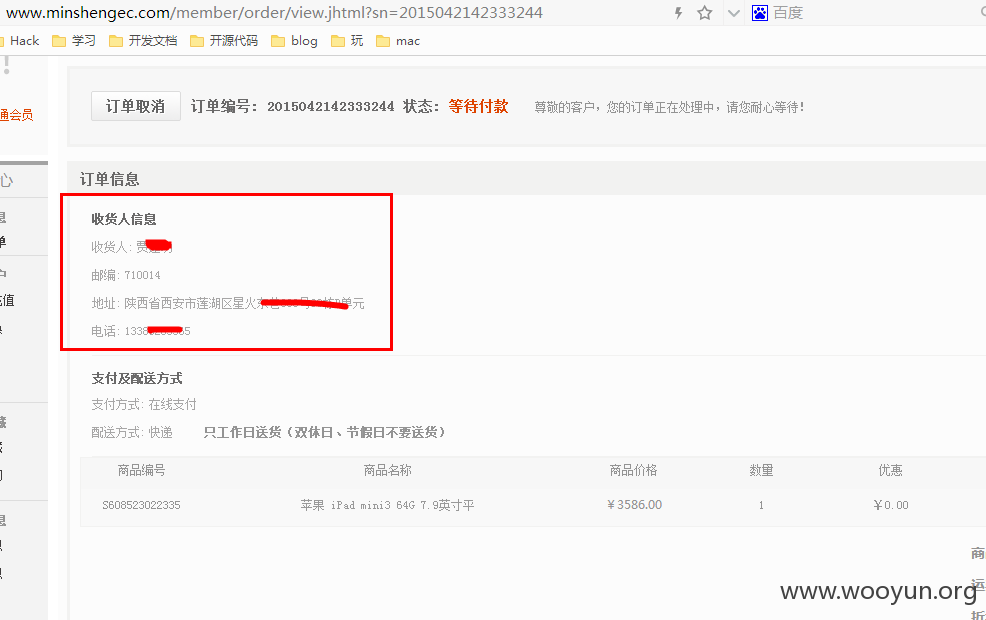 www.minshengec.com/member/order/view.jhtml?sn=2015042142333244
百度
Hack 学习 开发文档 开源代码 blog 玩 mac
!
通会员
订单取消 订单编号: 2015042142333244 状态: 等待付款 尊敬的客户, 您的订单正在处理中, 请您耐心等待!
心
订单信息
息
单
收货人信息
收货人: 贾
户
邮编: 710014
充值
地址: 陕西省西安市莲湖区星火 单元
电话: 133 5
支付及配送方式
支付方式: 在线支付
藏
配送方式: 快递 只工作日送货(双休日、节假日不要送货)
商品编号 商品名称 商品价格 数量 优惠
S608523022335 苹果 iPad mini3 64G 7.9英寸平 ¥3586.00 1 ¥0.00
息
商
运
www.wooyun.org
折